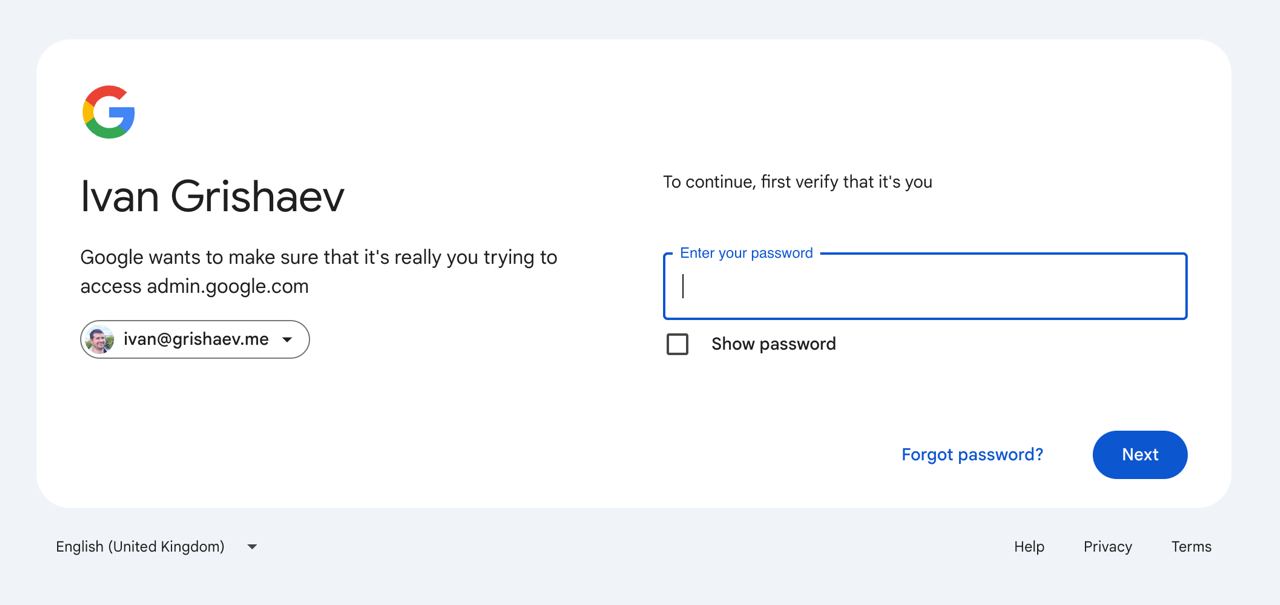 Ivan Grishaev
Google wants to make sure that it's really you trying to
access admin.google.com
ivan@grishaev.me
To continue, first verify that it's you
Enter your password
Show password
Forgot password?
Next
English (United Kingdom)
Help
Privacy
Terms